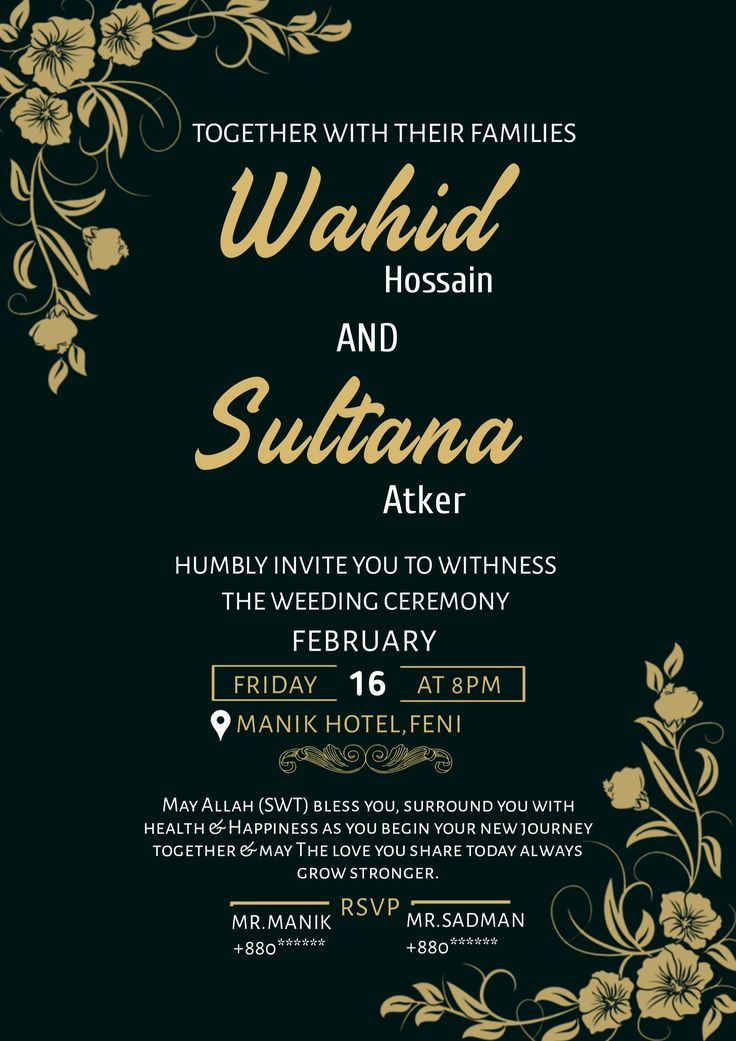 TOGETHER WITH THEIR FAMILIES
Wahid
Hossain
AND
Sultana
Atker
HUMBLY INVITE YOU TO WITHNESS
THE WEEDING CEREMONY
FEBRUARY
FRIDAY 16 AT 8PM
MANIK HOTEL,FENI
May Allah (SWT) bless you, surround you with
health & Happiness as you begin your new journey
together & may The love you share today always
grow stronger.
RSVP
MR.MANIK MR.SADMAN
+880****** +880******